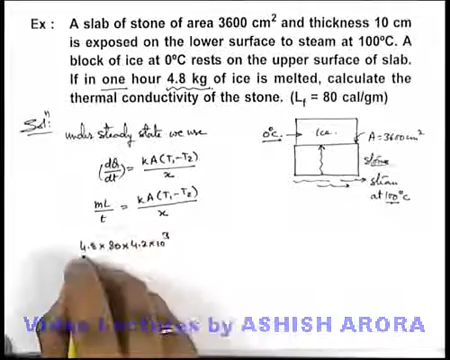 Ex : A slab of stone of area 3600 cm² and thickness 10 cm
is exposed on the lower surface to steam at 100°C. A
block of ice at 0°C rests on the upper surface of slab.
If in one hour 4.8 kg of ice is melted, calculate the
thermal conductivity of the stone. (Lf = 80 cal/gm)
Solⁿ
under steady state we use
(dQ/dt) = kA(T₁-T₂)/x
mL/t = kA(T₁-T₂)/x
4.8 × 80 × 4.2 × 10³
0°C
Ice
A = 3600 cm²
stone
steam
at 100°C
Video Lectures by ASHISH ARORA